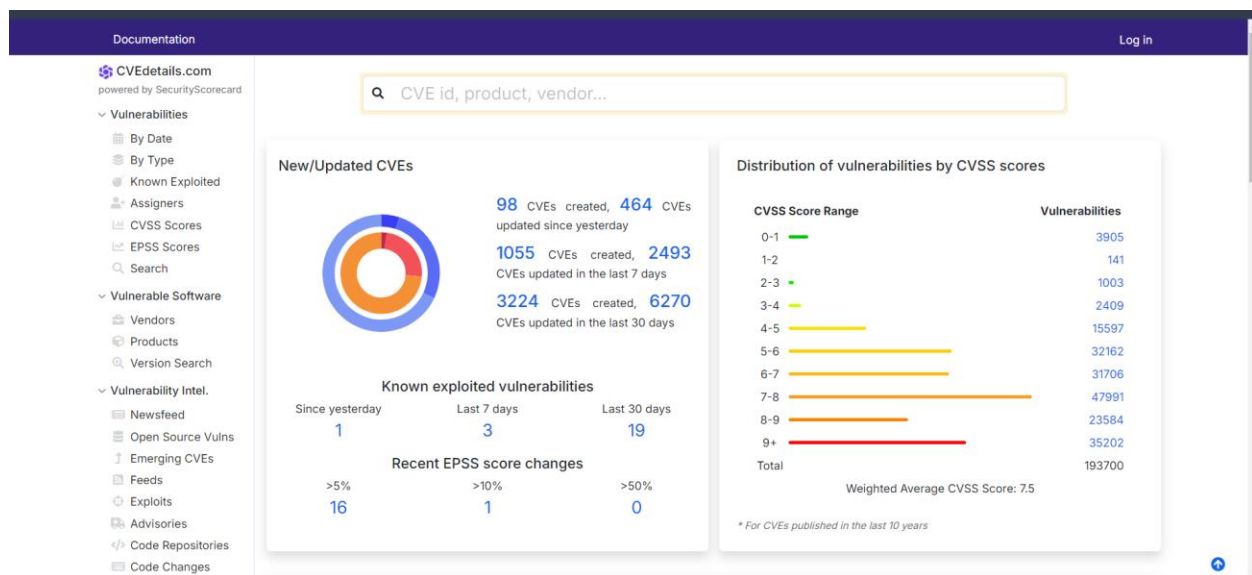 Documentation
Log in
CVEdetails.com
powered by SecurityScorecard
Vulnerabilities
By Date
By Type
Known Exploited
Assigners
CVSS Scores
EPSS Scores
Search
Vulnerable Software
Vendors
Products
Version Search
Vulnerability Intel.
Newsfeed
Open Source Vulns
Emerging CVEs
Feeds
Exploits
Advisories
Code Repositories
Code Changes
CVE id, product, vendor...
New/Updated CVEs
98 CVEs created, 464 CVEs
updated since yesterday
1055 CVEs created, 2493
CVEs updated in the last 7 days
3224 CVEs created, 6270
CVEs updated in the last 30 days
Known exploited vulnerabilities
Since yesterday Last 7 days Last 30 days
1 3 19
Recent EPSS score changes
>5% >10% >50%
16 1 0
Distribution of vulnerabilities by CVSS scores
CVSS Score Range Vulnerabilities
0-1 3905
1-2 141
2-3 1003
3-4 2409
4-5 15597
5-6 32162
6-7 31706
7-8 47991
8-9 23584
9+ 35202
Total 193700
Weighted Average CVSS Score: 7.5
* For CVEs published in the last 10 years